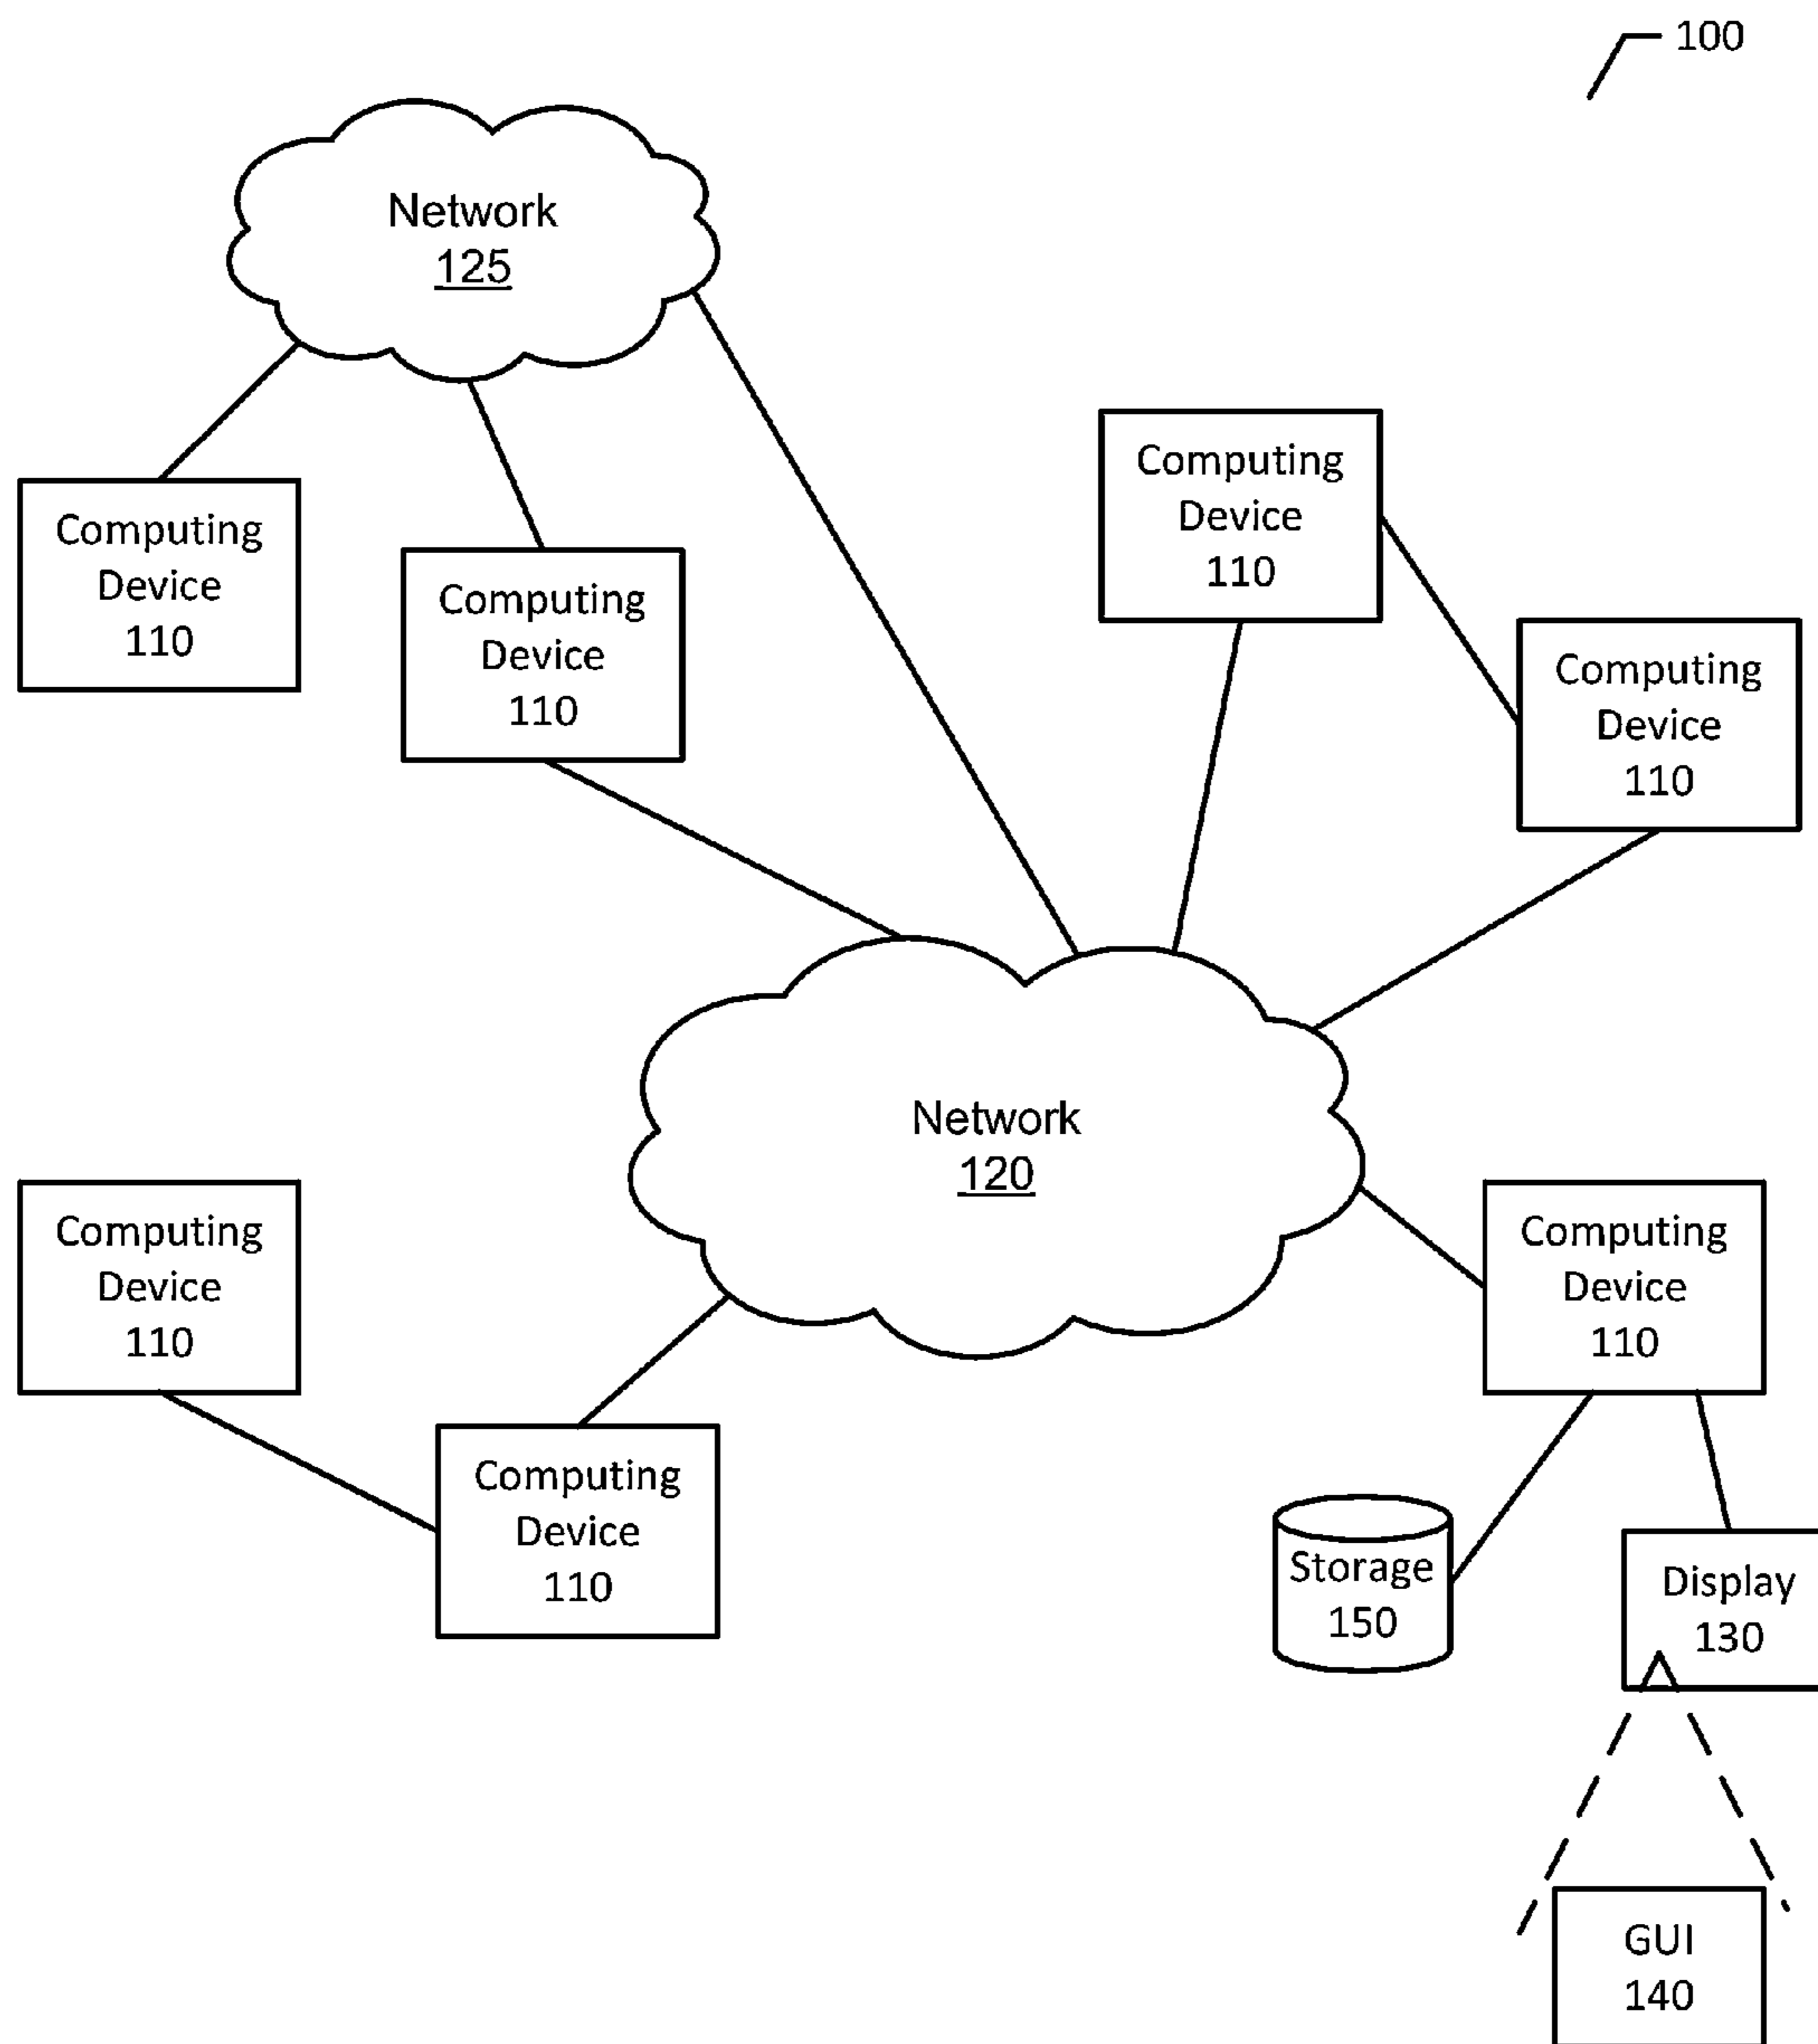 100
Network
125
Computing
Device
110
Computing
Device
110
Computing
Device
110
Computing
Device
110
Network
120
Computing
Device
110
Computing
Device
110
Computing
Device
110
Storage
150
Display
130
GUI
140